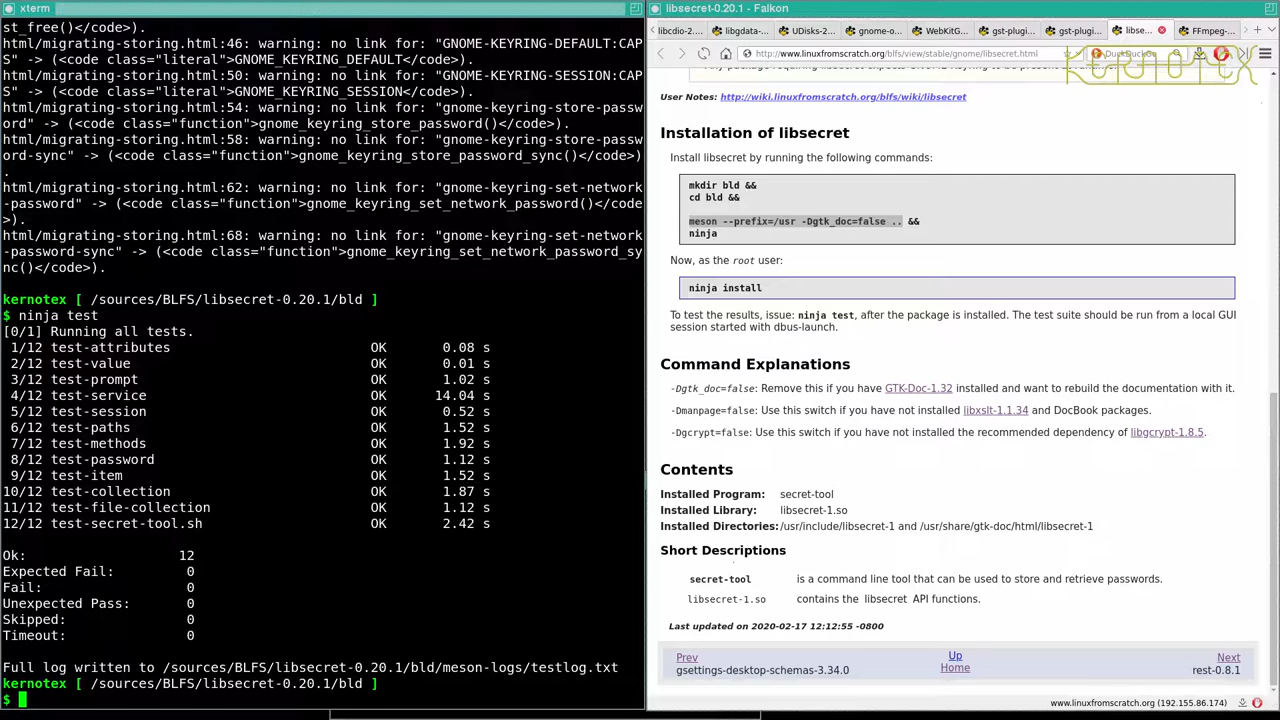 xterm
st_free()</code>).
html/migrating-storing.html:46: warning: no link for: "GNOME-KEYRING-DEFAULT:CAP
S" -> (<code class="literal">GNOME_KEYRING_DEFAULT</code>).
html/migrating-storing.html:50: warning: no link for: "GNOME-KEYRING-SESSION:CAP
S" -> (<code class="literal">GNOME_KEYRING_SESSION</code>).
html/migrating-storing.html:54: warning: no link for: "gnome-keyring-store-passw
ord" -> (<code class="function">gnome_keyring_store_password()</code>).
html/migrating-storing.html:58: warning: no link for: "gnome-keyring-store-passw
ord-sync" -> (<code class="function">gnome_keyring_store_password_sync()</code>)
.
html/migrating-storing.html:62: warning: no link for: "gnome-keyring-set-network
-password" -> (<code class="function">gnome_keyring_set_network_password()</code
>).
html/migrating-storing.html:68: warning: no link for: "gnome-keyring-set-network
-password-sync" -> (<code class="function">gnome_keyring_set_network_password_sy
nc()</code>).
kernotex [ /sources/BLFS/libsecret-0.20.1/bld ]
$ ninja test
[0/1] Running all tests.
1/12 test-attributes OK 0.08 s
2/12 test-value OK 0.01 s
3/12 test-prompt OK 1.02 s
4/12 test-service OK 14.04 s
5/12 test-session OK 0.52 s
6/12 test-paths OK 1.52 s
7/12 test-methods OK 1.92 s
8/12 test-password OK 1.12 s
9/12 test-item OK 1.52 s
10/12 test-collection OK 1.87 s
11/12 test-file-collection OK 1.12 s
12/12 test-secret-tool.sh OK 2.42 s
Ok: 12
Expected Fail: 0
Fail: 0
Unexpected Pass: 0
Skipped: 0
Timeout: 0
Full log written to /sources/BLFS/libsecret-0.20.1/bld/meson-logs/testlog.txt
kernotex [ /sources/BLFS/libsecret-0.20.1/bld ]
$
libsecret-0.20.1 - Falkon
libcdio-2... libgdata-... UDisks-2... gnome-o... WebKitG... gst-plugi... gst-plugi... libse... FFmpeg-...
http://www.linuxfromscratch.org/blfs/view/stable/gnome/libsecret.html
KERNOTEX
User Notes: http://wiki.linuxfromscratch.org/blfs/wiki/libsecret
Installation of libsecret
Install libsecret by running the following commands:
mkdir bld &&
cd bld &&
meson --prefix=/usr -Dgtk_doc=false .. &&
ninja
Now, as the root user:
ninja install
To test the results, issue: ninja test, after the package is installed. The test suite should be run from a local GUI
session started with dbus-launch.
Command Explanations
-Dgtk_doc=false: Remove this if you have GTK-Doc-1.32 installed and want to rebuild the documentation with it.
-Dmanpage=false: Use this switch if you have not installed libxslt-1.1.34 and DocBook packages.
-Dgcrypt=false: Use this switch if you have not installed the recommended dependency of libgcrypt-1.8.5.
Contents
Installed Program: secret-tool
Installed Library: libsecret-1.so
Installed Directories: /usr/include/libsecret-1 and /usr/share/gtk-doc/html/libsecret-1
Short Descriptions
secret-tool is a command line tool that can be used to store and retrieve passwords.
libsecret-1.so contains the libsecret API functions.
Last updated on 2020-02-17 12:12:55 -0800
Prev Up Next
gsettings-desktop-schemas-3.34.0 Home rest-0.8.1
www.linuxfromscratch.org (192.155.86.174)